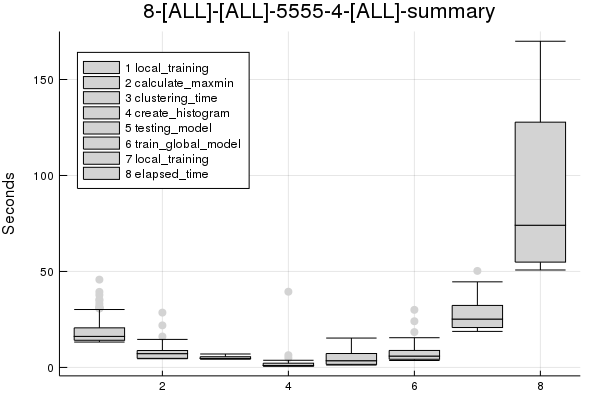 8-[ALL]-[ALL]-5555-4-[ALL]-summary
150
1 local_training
2 calculate_maxmin
3 clustering_time
4 create_histogram
5 testing_model
6 train_global_model
7 local_training
8 elapsed_time
100
Seconds
50
0
2 4 6 8